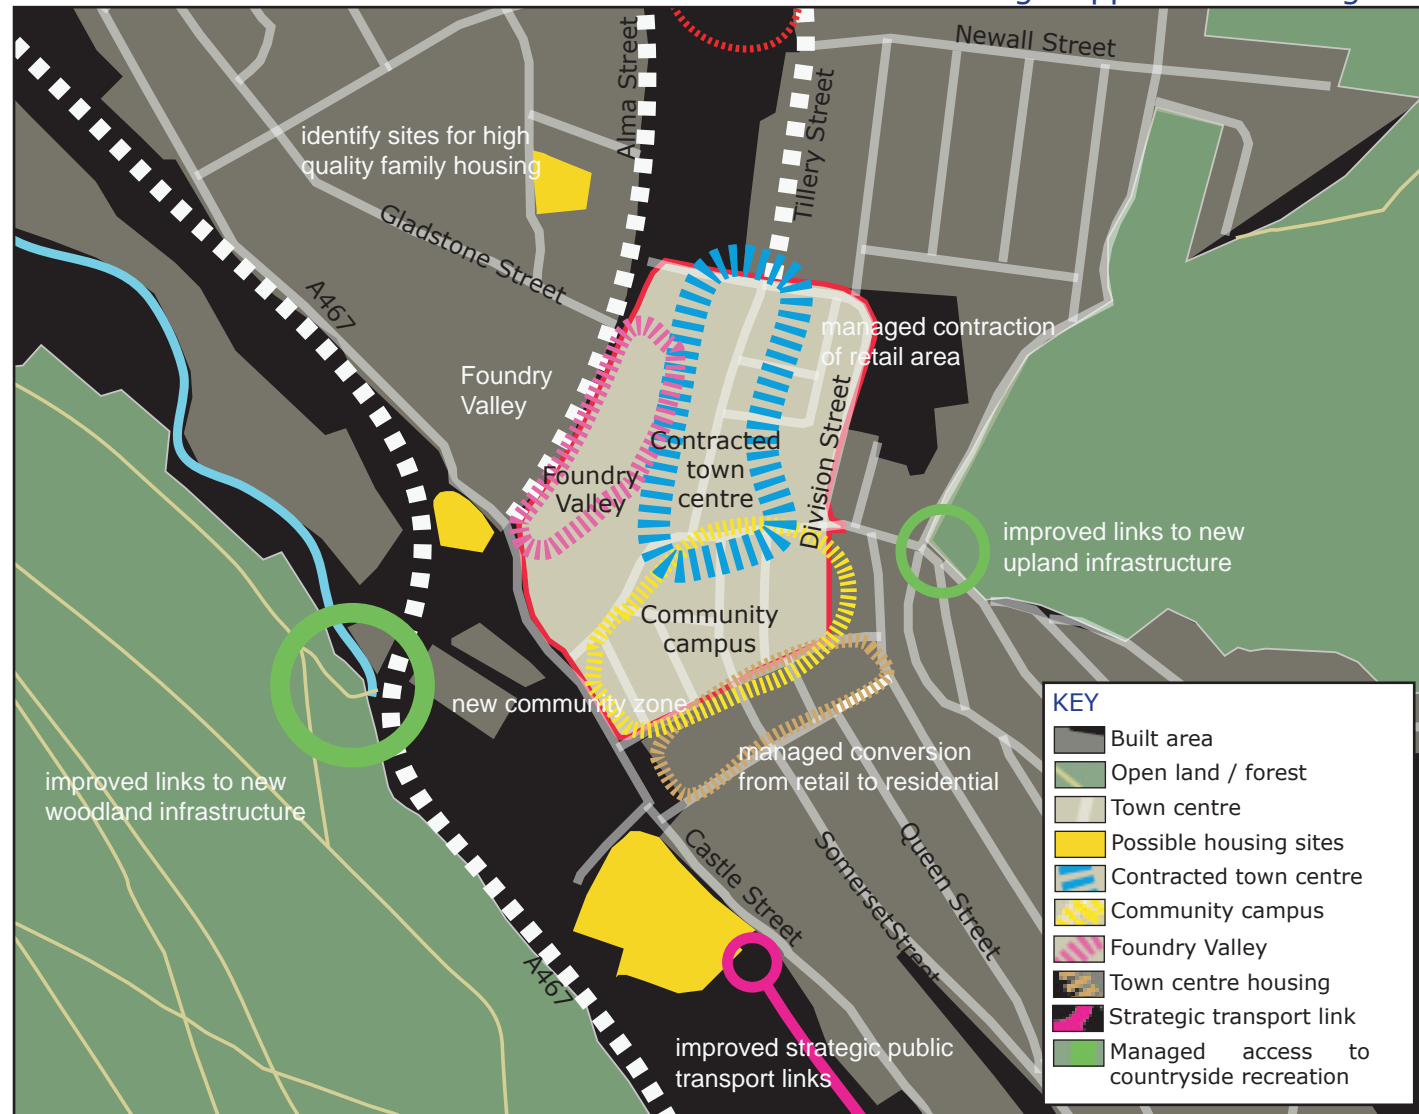 Newall Street
Alma Street
Tillery Street
identify sites for high
quality family housing
Gladstone Street
A467
managed contraction
of retail area
Foundry
Valley
Contracted
town
centre
Foundry
Valley
Division Street
improved links to new
upland infrastructure
Community
campus
new community zone
managed conversion
from retail to residential
improved links to new
woodland infrastructure
Castle Street
SomersetStreet
Queen Street
A467
improved strategic public
transport links
KEY
Built area
Open land / forest
Town centre
Possible housing sites
Contracted town centre
Community campus
Foundry Valley
Town centre housing
Strategic transport link
Managed access to
countryside recreation